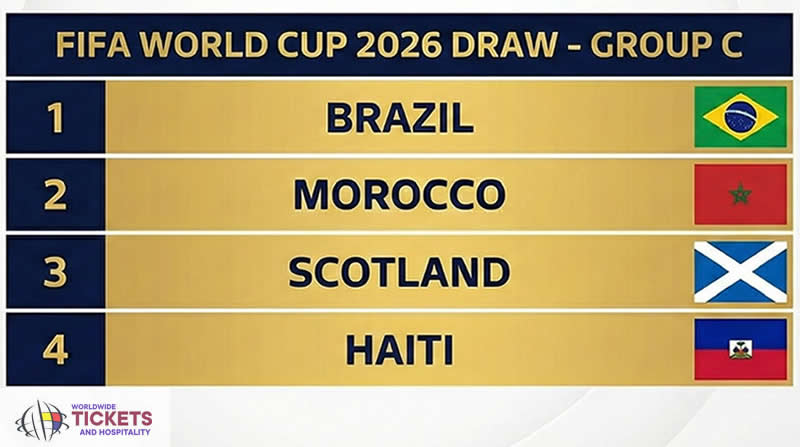 FIFA WORLD CUP 2026 DRAW - GROUP C
1 BRAZIL
2 MOROCCO
3 SCOTLAND
4 HAITI
WORLDWIDE
TICKETS
AND HOSPITALITY